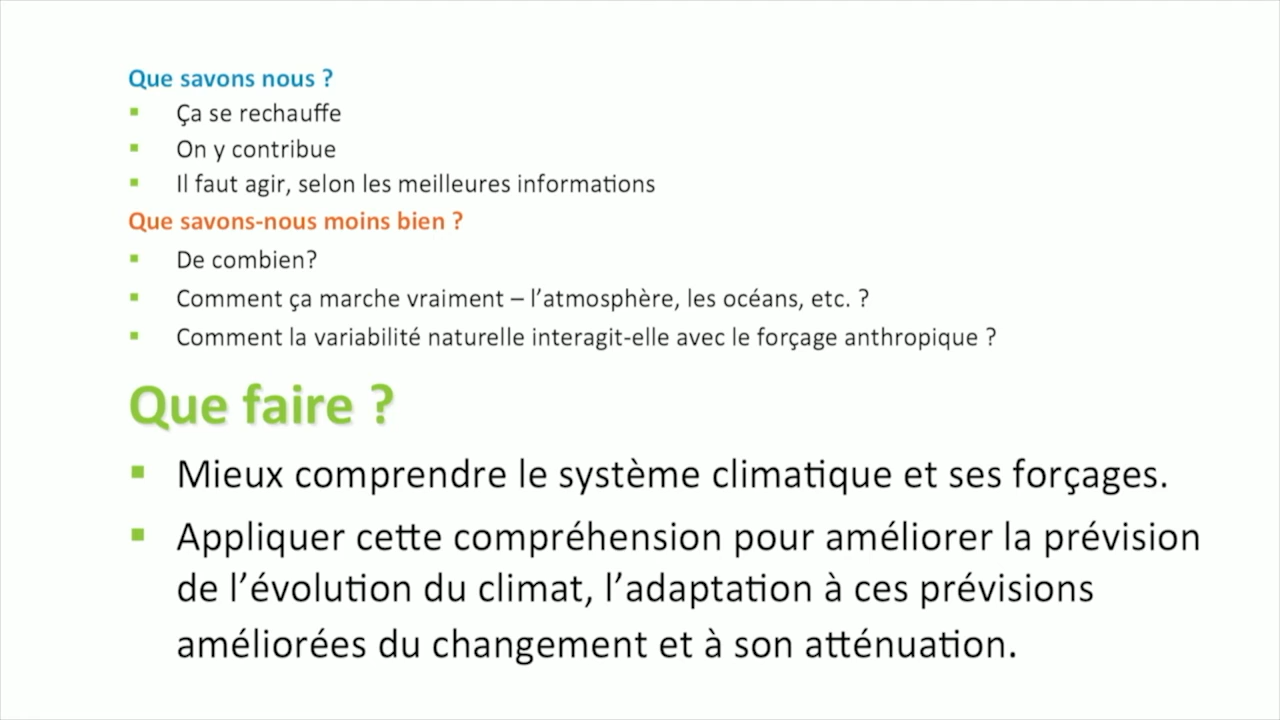 Que savons nous ?
▪ Ça se rechauffe
▪ On y contribue
▪ Il faut agir, selon les meilleures informations
Que savons-nous moins bien ?
▪ De combien?
▪ Comment ça marche vraiment – l’atmosphère, les océans, etc. ?
▪ Comment la variabilité naturelle interagit-elle avec le forçage anthropique ?
Que faire ?
▪ Mieux comprendre le système climatique et ses forçages.
▪ Appliquer cette compréhension pour améliorer la prévision
de l’évolution du climat, l’adaptation à ces prévisions
améliorées du changement et à son atténuation.